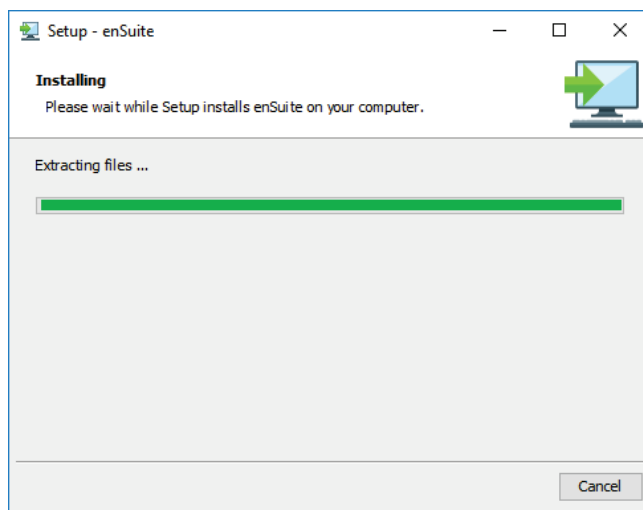 Setup - enSuite
Installing
Please wait while Setup installs enSuite on your computer.
Extracting files ...
Cancel